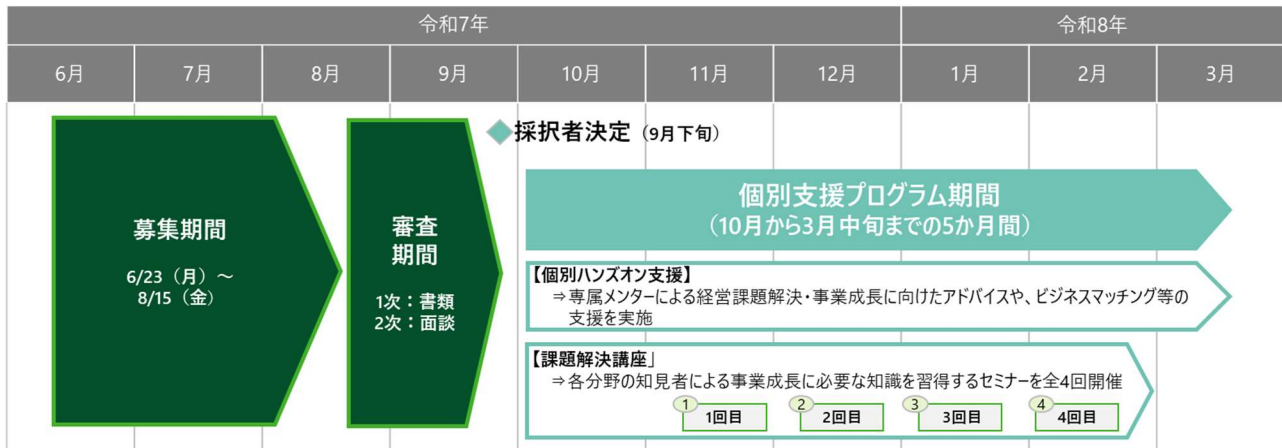 令和7年
令和8年
6月
7月
8月
9月
10月
11月
12月
1月
2月
3月
募集期間
6/23（月）～
8/15（金）
審査
期間
1次：書類
2次：面談
採択者決定（9月下旬）
個別支援プログラム期間
（10月から3月中旬までの5か月間）
【個別ハンズオン支援】
⇒専属メンターによる経営課題解決・事業成長に向けたアドバイスや、ビジネスマッチング等の
支援を実施
【課題解決講座」
⇒各分野の知見者による事業成長に必要な知識を習得するセミナーを全4回開催
1
1回目
2
2回目
3
3回目
4
4回目